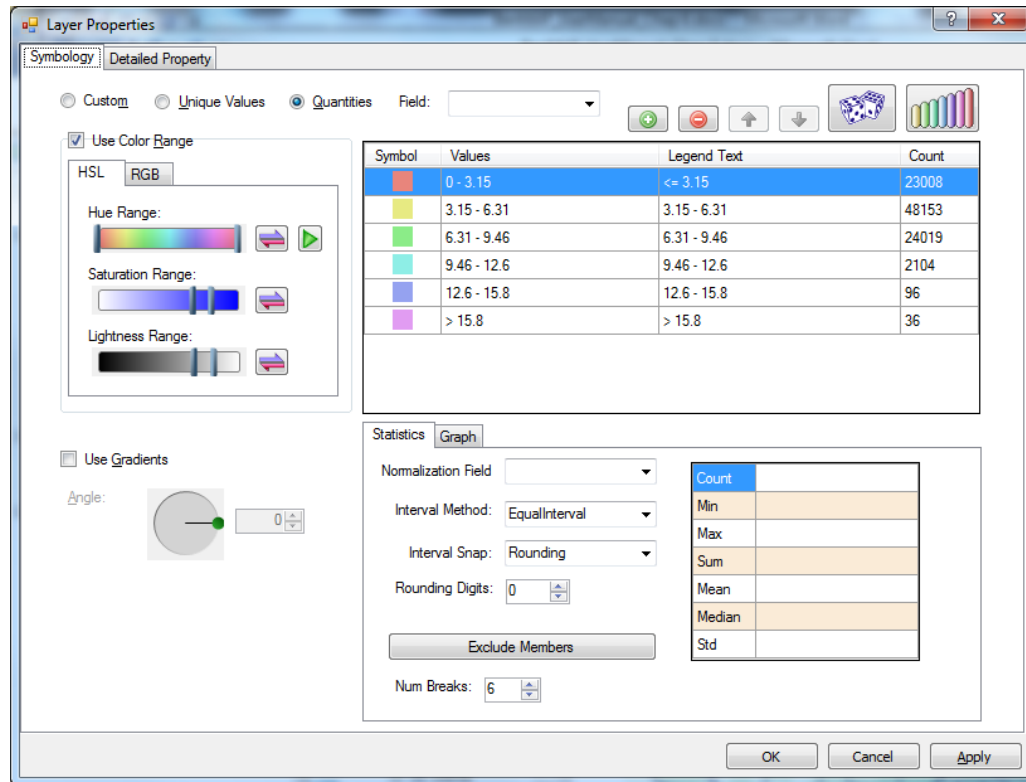 Layer Properties
Symbology Detailed Property
Custom Unique Values Quantities Field:
Use Color Range
HSL RGB
Hue Range:
Saturation Range:
Lightness Range:
Symbol Values Legend Text Count
0 - 3.15 <= 3.15 23008
3.15 - 6.31 3.15 - 6.31 48153
6.31 - 9.46 6.31 - 9.46 24019
9.46 - 12.6 9.46 - 12.6 2104
12.6 - 15.8 12.6 - 15.8 96
> 15.8 > 15.8 36
Use Gradients
Angle:
0
Statistics Graph
Normalization Field
Interval Method: EqualInterval
Interval Snap: Rounding
Rounding Digits: 0
Exclude Members
Num Breaks: 6
Count
Min
Max
Sum
Mean
Median
Std
OK Cancel Apply